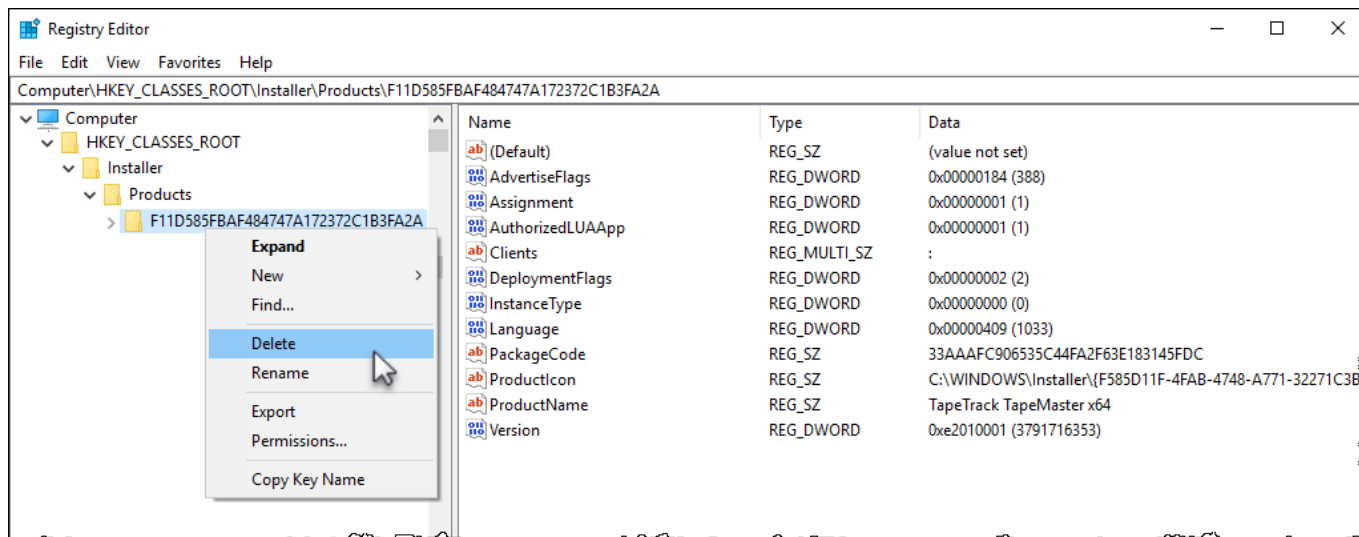 Registry Editor
File Edit View Favorites Help
Computer\HKEY_CLASSES_ROOT\Installer\Products\F11D585FBAF484747A172372C1B3FA2A
Computer
HKEY_CLASSES_ROOT
Installer
Products
F11D585FBAF484747A172372C1B3FA2A
Expand
New
Find...
Delete
Rename
Export
Permissions...
Copy Key Name
Name Type Data
(Default) REG_SZ (value not set)
AdvertiseFlags REG_DWORD 0x00000184 (388)
Assignment REG_DWORD 0x00000001 (1)
AuthorizedLUAApp REG_DWORD 0x00000001 (1)
Clients REG_MULTI_SZ :
DeploymentFlags REG_DWORD 0x00000002 (2)
InstanceType REG_DWORD 0x00000000 (0)
Language REG_DWORD 0x00000409 (1033)
PackageCode REG_SZ 33AAAFC906535C44FA2F63E183145FDC
ProductIcon REG_SZ C:\WINDOWS\Installer\{F585D11F-4FAB-4748-A771-32271C3B
ProductName REG_SZ TapeTrack TapeMaster x64
Version REG_DWORD 0xe2010001 (3791716353)